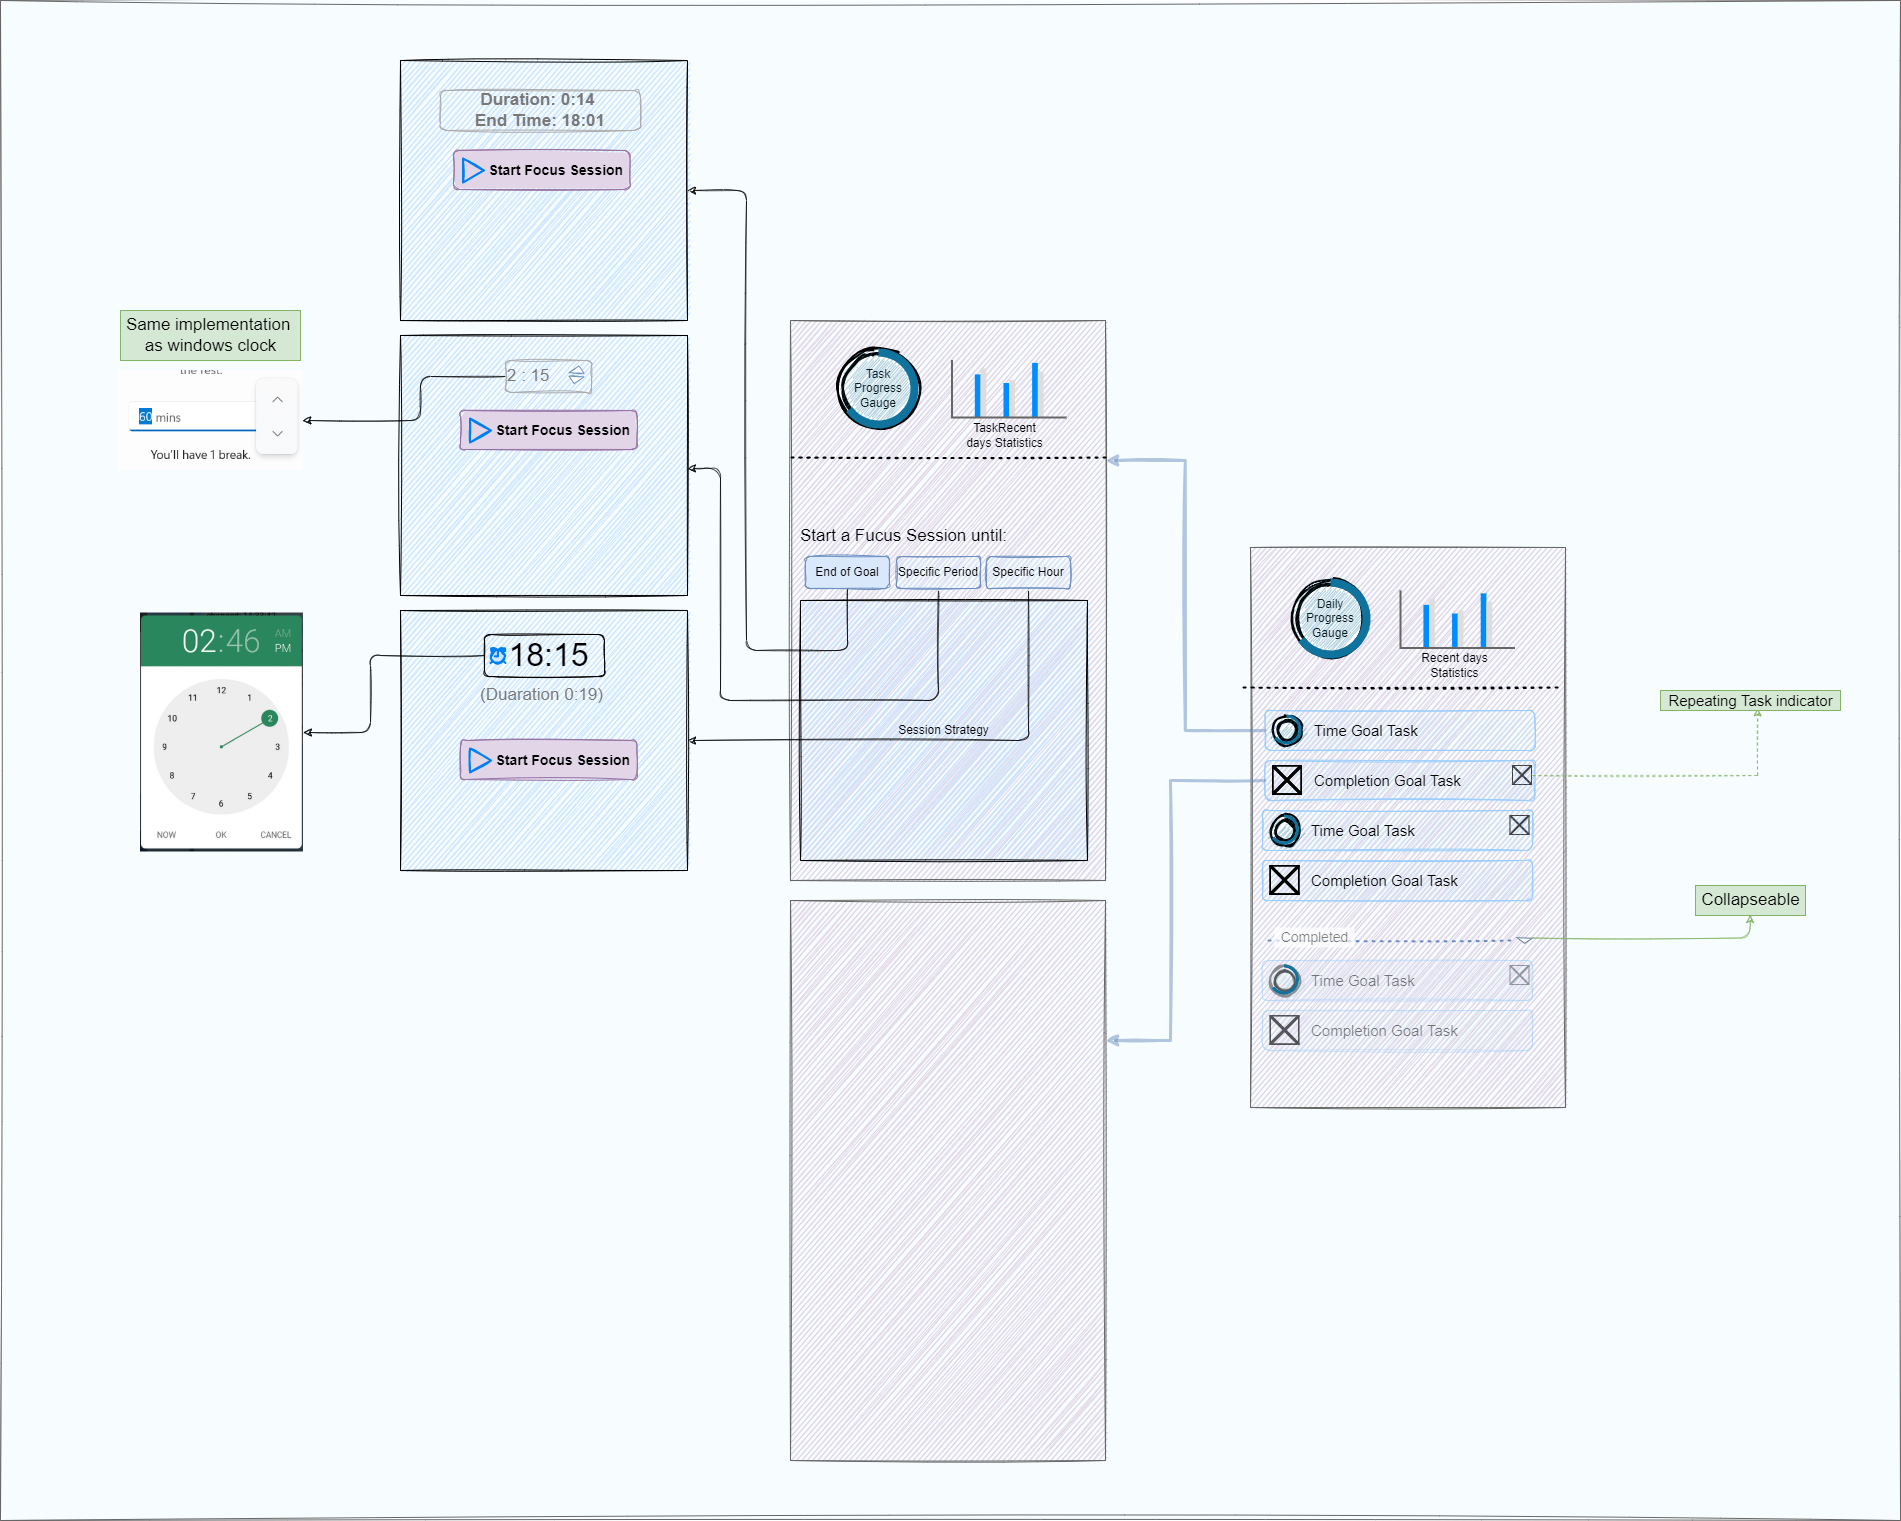 Duration: 0:14
End Time: 18:01
Start Focus Session
Same implementation
as windows clock
the rest.
60 mins
You'll have 1 break.
2 : 15
Start Focus Session
02:46
AM
PM
12
1
2
3
4
5
6
7
8
9
10
11
NOW
OK
CANCEL
18:15
(Duaration 0:19)
Start Focus Session
Task
Progress
Gauge
TaskRecent
days Statistics
Start a Fucus Session until:
End of Goal
Specific Period
Specific Hour
Session Strategy
Daily
Progress
Gauge
Recent days
Statistics
Time Goal Task
Completion Goal Task
Time Goal Task
Completion Goal Task
Completed
Time Goal Task
Completion Goal Task
Repeating Task indicator
Collapseable